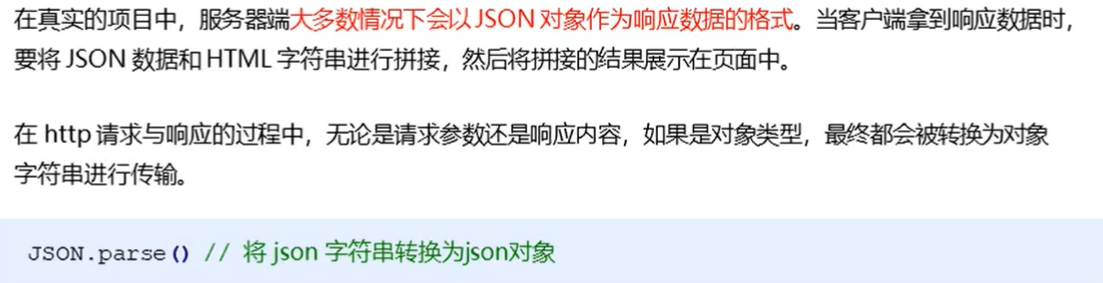 在真实的项目中，服务器端大多数情况下会以 JSON 对象作为响应数据的格式。当客户端拿到响应数据时，
要将 JSON 数据和 HTML 字符串进行拼接，然后将拼接的结果展示在页面中。
在 http 请求与响应的过程中，无论是请求参数还是响应内容，如果是对象类型，最终都会被转换为对象
字符串进行传输。
JSON.parse() // 将 json 字符串转换为json对象